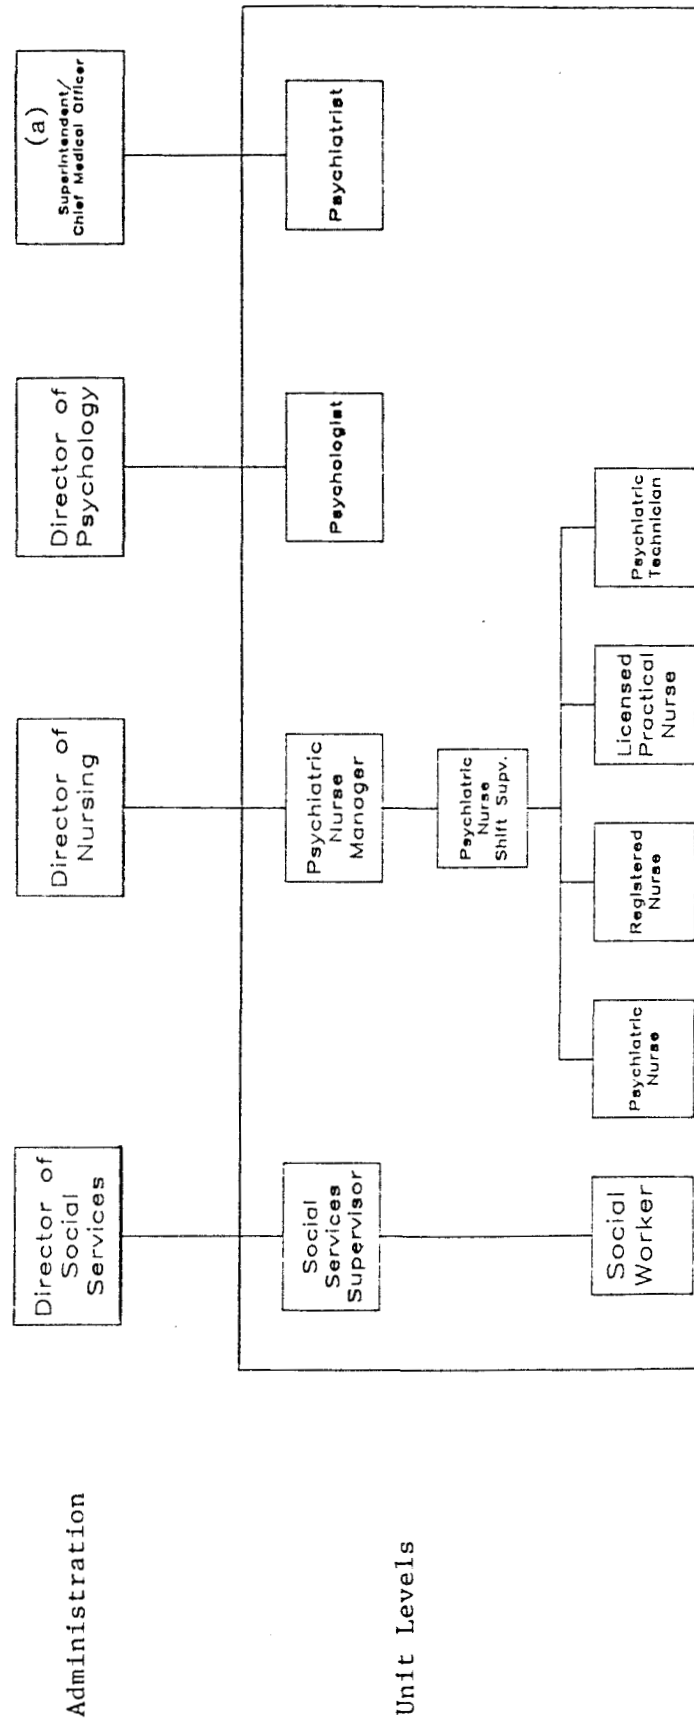 Administration
Director of
Social
Services
Director of
Nursing
Director of
Psychology
(a)
Superintendent/
Chief Medical Officer
Unit Levels
Social
Services
Supervisor
Psychiatric
Nurse
Manager
Psychologist
Psychiatrist
Psychiatric
Nurse
Shift Supv.
Social
Worker
Psychiatric
Nurse
Registered
Nurse
Licensed
Practical
Nurse
Psychiatric
Technician